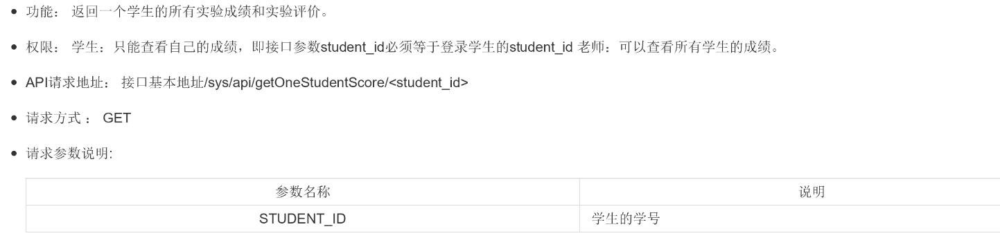 功能： 返回一个学生的所有实验成绩和实验评价。
权限： 学生：只能查看自己的成绩，即接口参数student_id必须等于登录学生的student_id 老师：可以查看所有学生的成绩。
API请求地址： 接口基本地址/sys/api/getOneStudentScore/<student_id>
请求方式 ： GET
请求参数说明:
参数名称 说明
STUDENT_ID 学生的学号